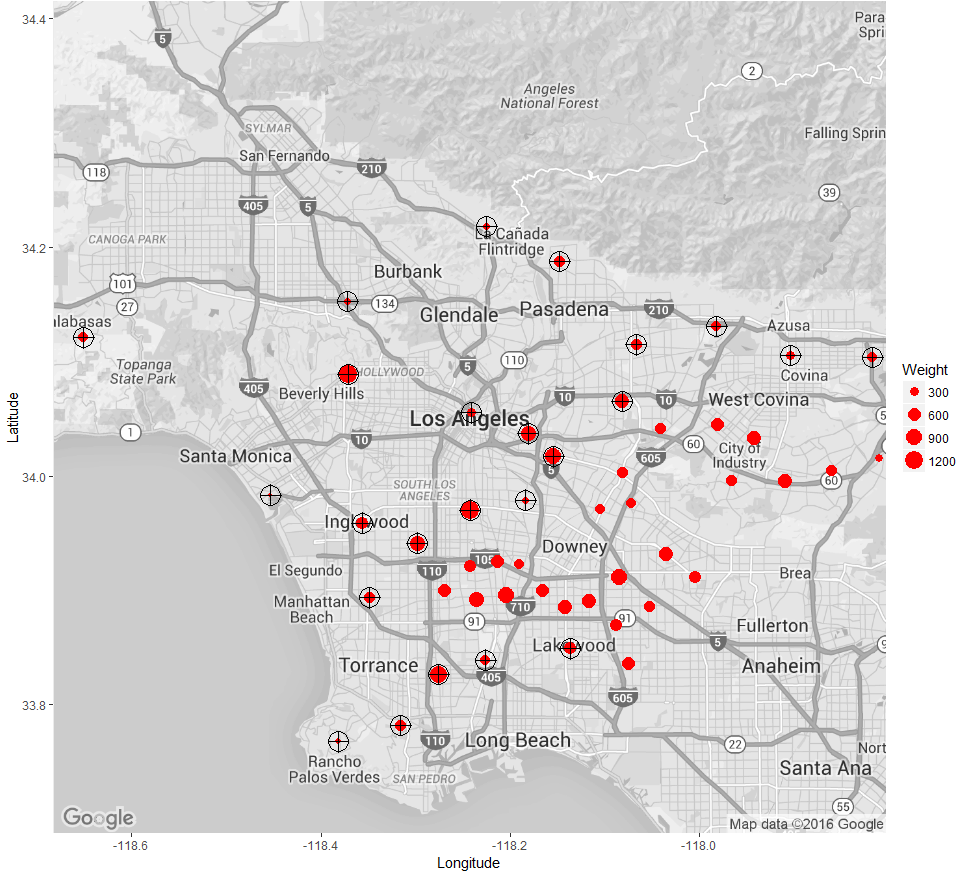 34.4
Para
Spri
5
2
Angeles
National Forest
SYLMAR
Falling Sprin
San Fernando
118
210
39
405
5
34.2
CANOGA PARK
La Cañada
Flintridge
Burbank
101
27
134
Pasadena
210
Glendale
alabasas
Azusa
110
Topanga
State Park
HOLLYWOOD
5
Covina
405
Beverly Hills
10
10
West Covina
Los Angeles
5
1
10
60
City of
Industry
Santa Monica
605
5
34.0
60
SOUTH LOS
ANGELES
Inglewood
Downey
105
El Segundo
110
Brea
Manhattan
Beach
710
91
91
Fullerton
Lakewood
5
9
Torrance
Anaheim
405
605
33.8
110
Long Beach
22
Nort
Rancho
Palos Verdes
SAN PEDRO
Santa Ana
55
Google
Map data ©2016 Google
-118.6
-118.4
-118.2
-118.0
Longitude
Latitude
Weight
300
600
900
1200